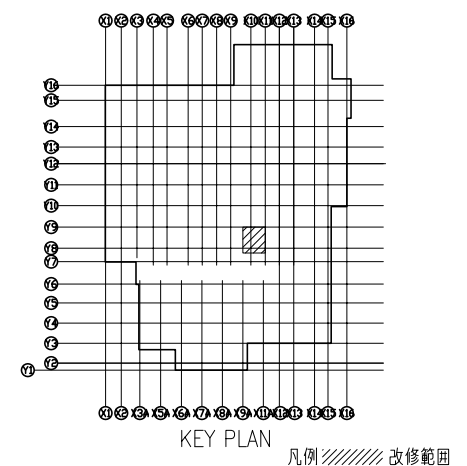 X1 X2 X3 X4 X5 X6 X7 X8 X9 X10 X11 X12 X13 X14 X15 X16
Y16
Y15
Y14
Y13
Y12
Y11
Y10
Y9
Y8
Y7
Y6
Y5
Y4
Y3
Y2
Y1
X1 X2 X3A X5A X6A X7A X8A X9A X11A X12 X13 X14 X15 X16
KEY PLAN
凡例 改修範囲